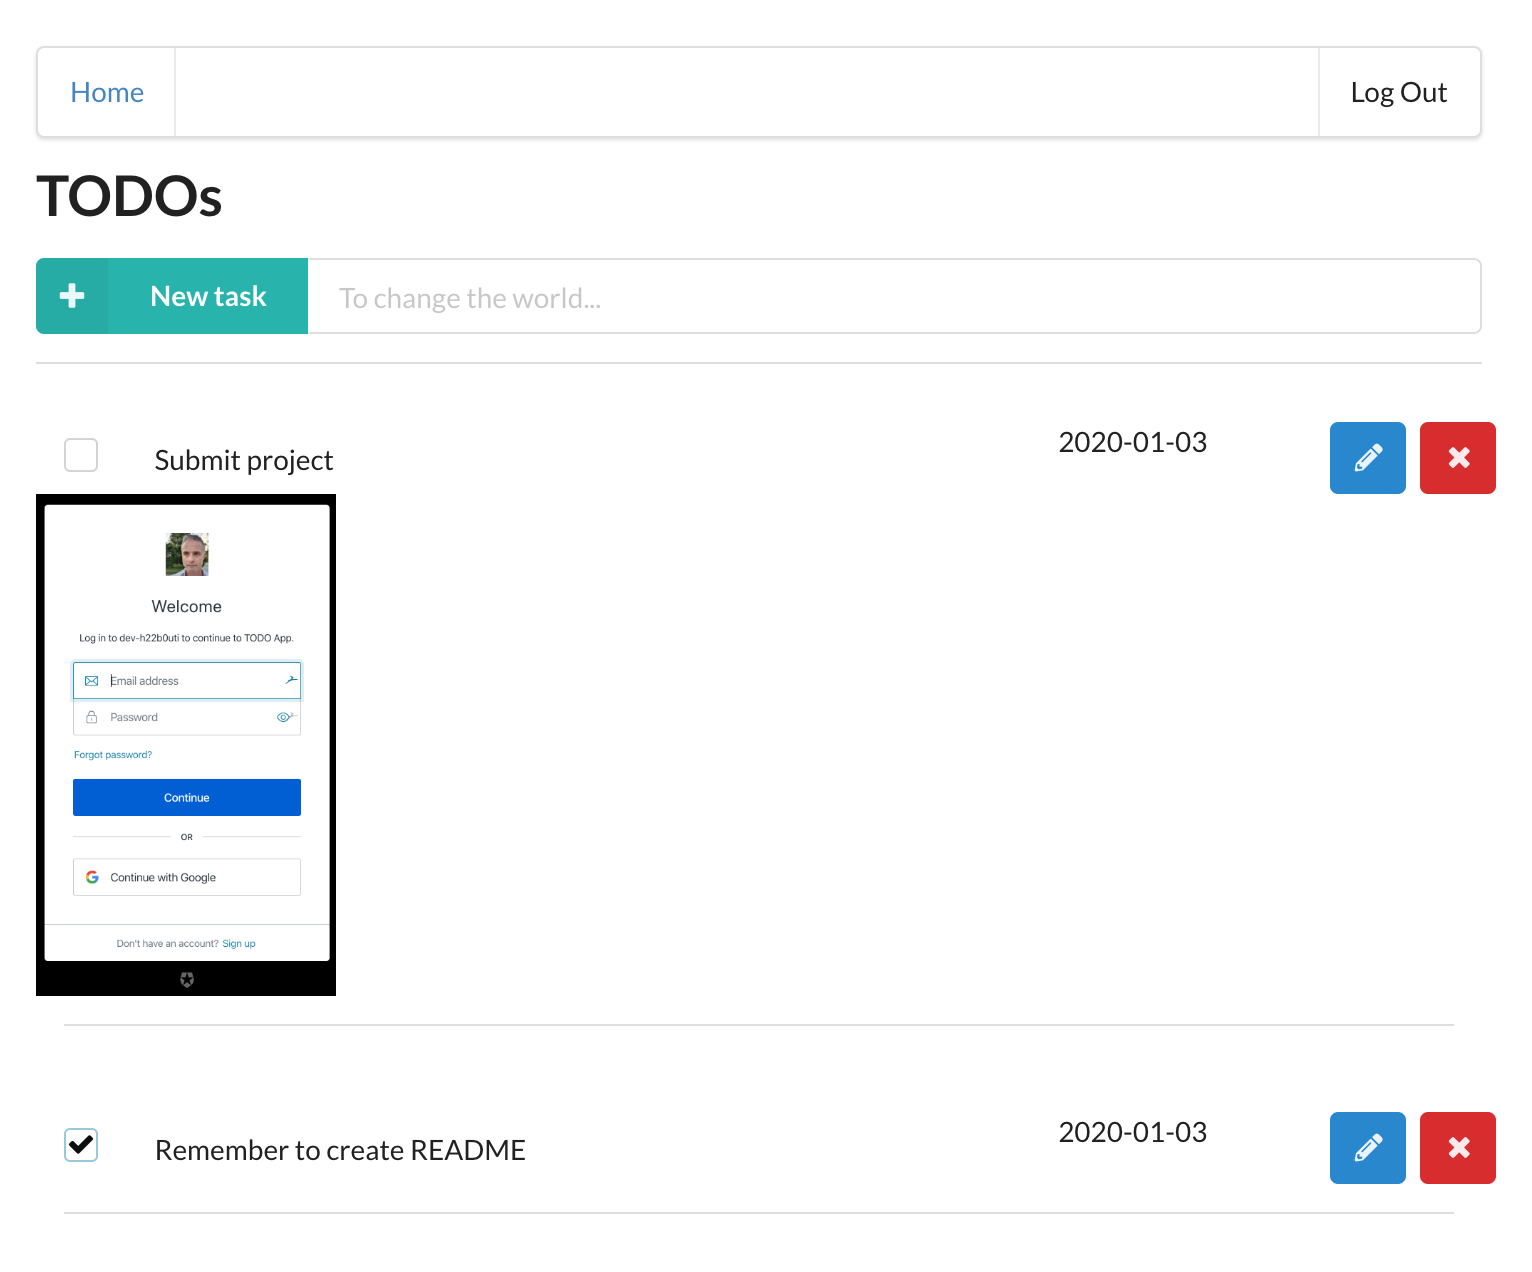 Home
Log Out
TODOs
New task
To change the world...
Submit project
2020-01-03
Welcome
Log in to dev-h22b0uti to continue to TODO App.
Email address
Password
Forgot password?
Continue
OR
Continue with Google
Don't have an account? Sign up
Remember to create README
2020-01-03